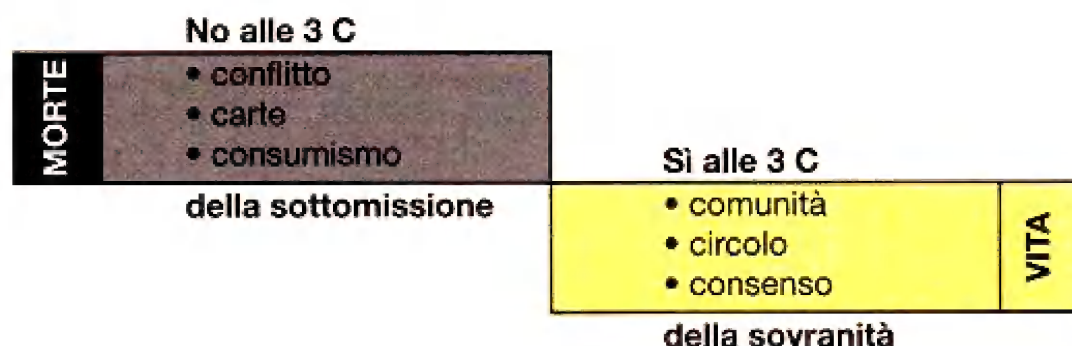 No alle 3 C
MORTE
• conflitto
• carte
• consumismo
della sottomissione
Sì alle 3 C
• comunità
• circolo
• consenso
VITA
della sovranità